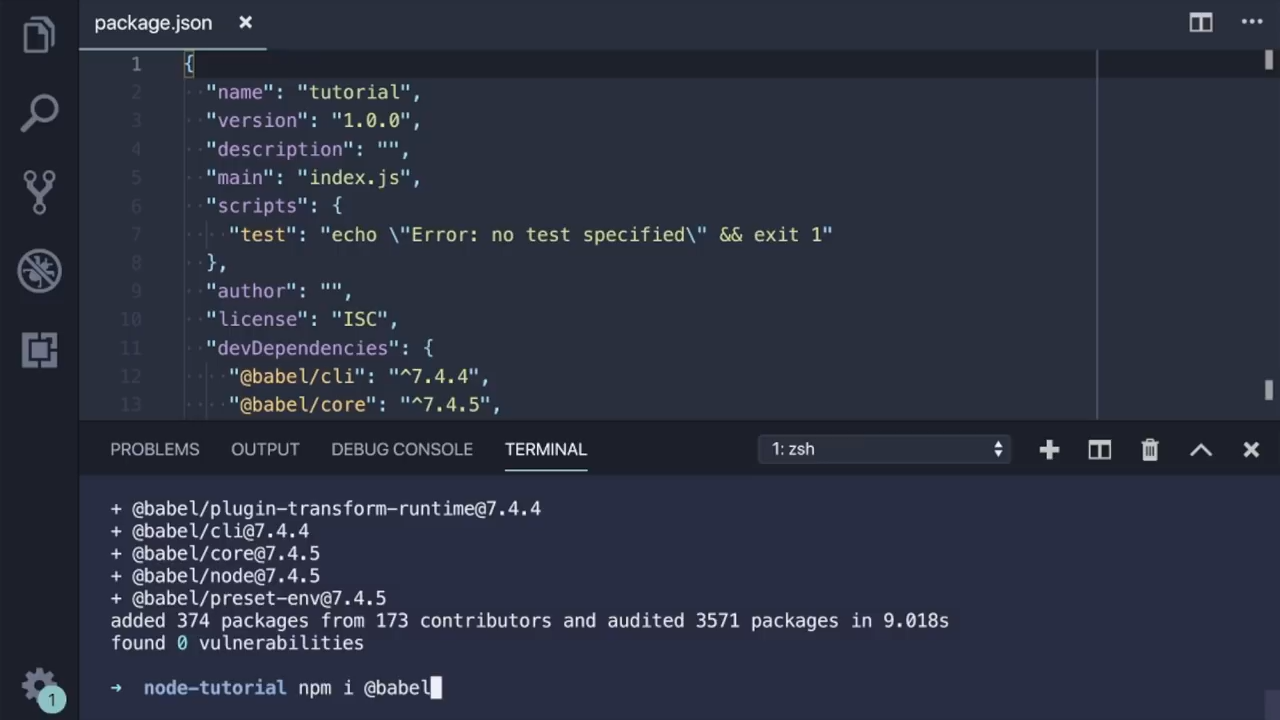 package.json
1 {
2 "name": "tutorial",
3 "version": "1.0.0",
4 "description": "",
5 "main": "index.js",
6 "scripts": {
7 "test": "echo \"Error: no test specified\" && exit 1"
8 },
9 "author": "",
10 "license": "ISC",
11 "devDependencies": {
12 "@babel/cli": "^7.4.4",
13 "@babel/core": "^7.4.5",
PROBLEMS OUTPUT DEBUG CONSOLE TERMINAL 1: zsh
+ @babel/plugin-transform-runtime@7.4.4
+ @babel/cli@7.4.4
+ @babel/core@7.4.5
+ @babel/node@7.4.5
+ @babel/preset-env@7.4.5
added 374 packages from 173 contributors and audited 3571 packages in 9.018s
found 0 vulnerabilities
→ node-tutorial npm i @babel
1